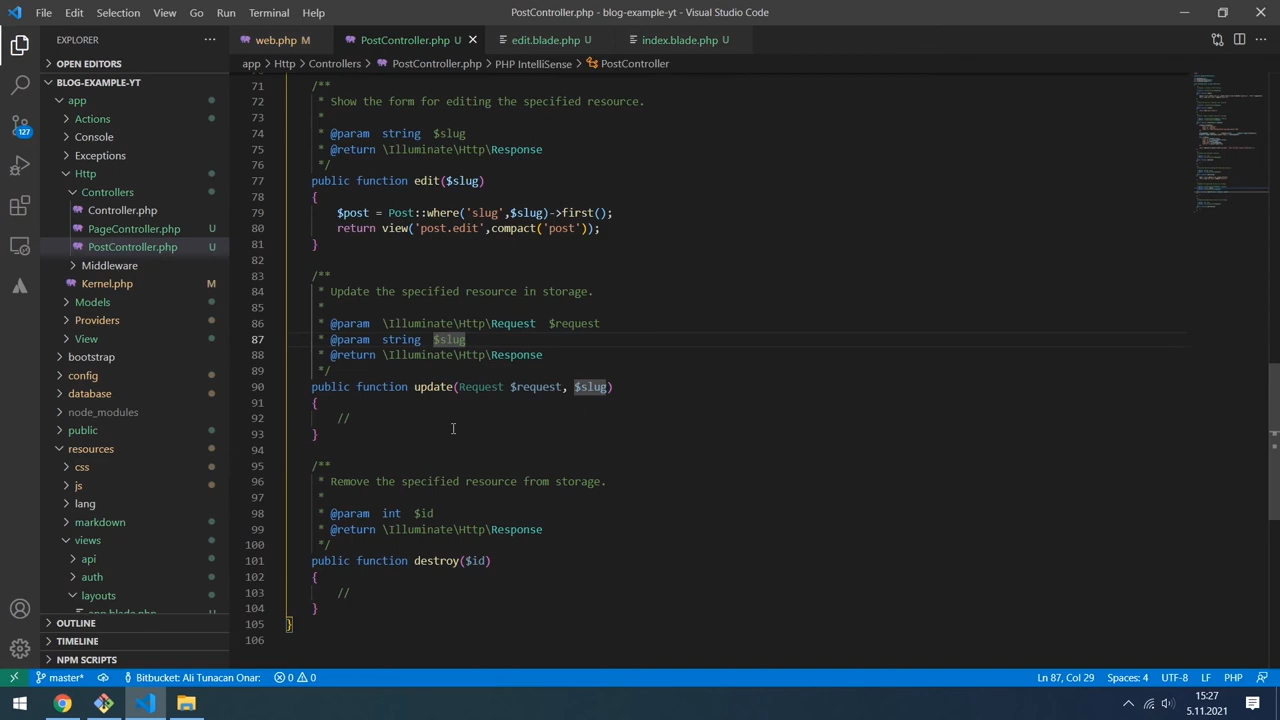 File Edit Selection View Go Run Terminal Help
PostController.php - blog-example-yt - Visual Studio Code
EXPLORER
web.php M
PostController.php U
edit.blade.php U
index.blade.php U
OPEN EDITORS
app > Http > Controllers > PostController.php > PHP IntelliSense > PostController
BLOG-EXAMPLE-YT
app
Actions
Console
Exceptions
Http
Controllers
Controller.php
PageController.php U
PostController.php U
Middleware
Kernel.php M
Models
Providers
View
bootstrap
config
database
node_modules
public
resources
css
js
lang
markdown
views
api
auth
layouts
app.blade.php U
OUTLINE
TIMELINE
NPM SCRIPTS
127
71 /**
72 * Show the form for editing the specified resource.
73 *
74 * @param string $slug
75 * @return \Illuminate\Http\Response
76 */
77 public function edit($slug)
78 {
79 $post = Post::where('slug',$slug)->first();
80 return view('post.edit',compact('post'));
81 }
82
83 /**
84 * Update the specified resource in storage.
85 *
86 * @param \Illuminate\Http\Request $request
87 * @param string $slug
88 * @return \Illuminate\Http\Response
89 */
90 public function update(Request $request, $slug)
91 {
92 //
93 }
94
95 /**
96 * Remove the specified resource from storage.
97 *
98 * @param int $id
99 * @return \Illuminate\Http\Response
100 */
101 public function destroy($id)
102 {
103 //
104 }
105 }
106
master* Bitbucket: Ali Tunacan Onar: 0 0
Ln 87, Col 29 Spaces: 4 UTF-8 LF PHP
15:27
5.11.2021